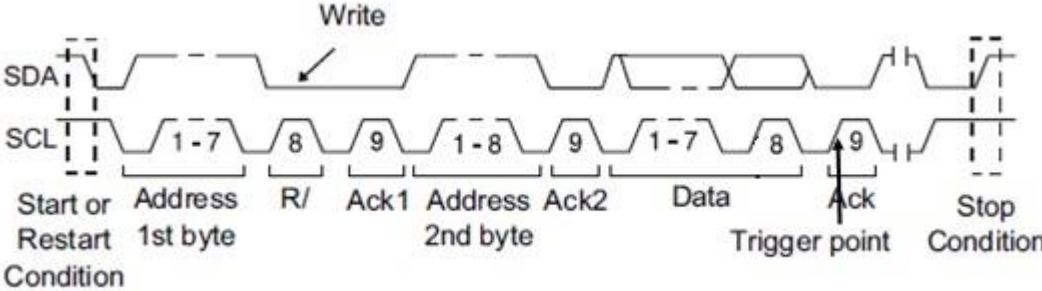 Write
SDA
SCL
1 - 7
8
9
1 - 8
9
1 - 7
8
9
Start or
Restart
Condition
Address
1st byte
R/
Ack1
Address
2nd byte
Ack2
Data
Ack
Trigger point
Stop
Condition